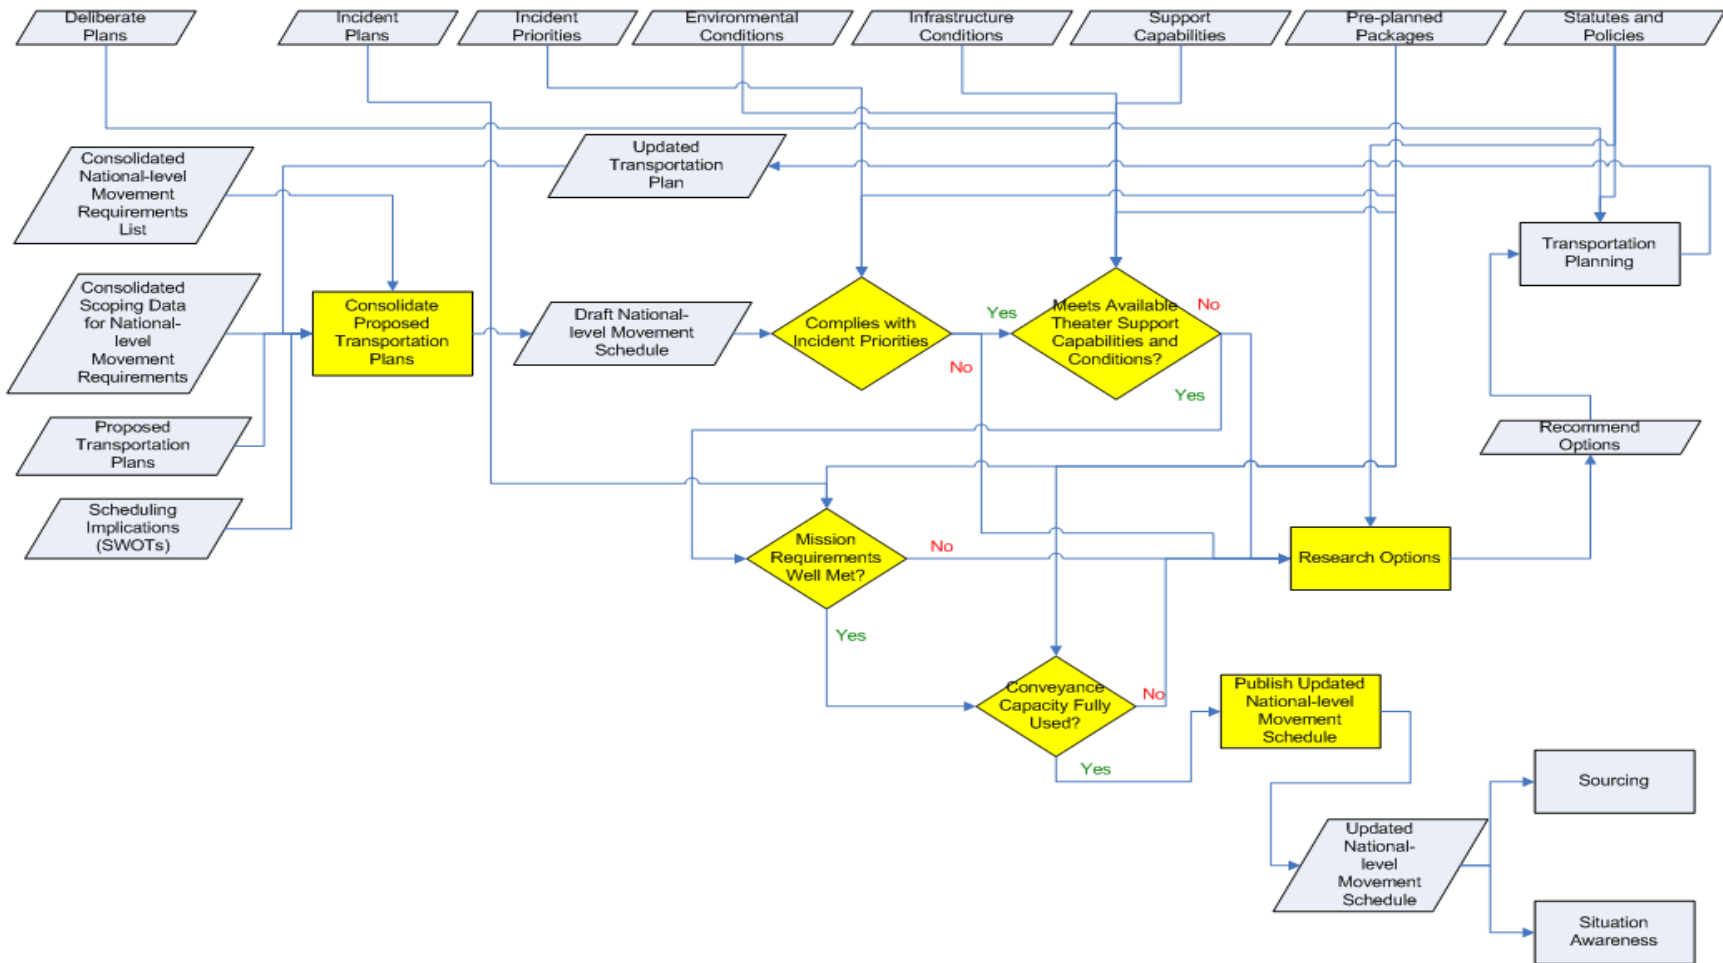 Deliberate
Plans
Incident
Plans
Incident
Priorities
Environmental
Conditions
Infrastructure
Conditions
Support
Capabilities
Pre-planned
Packages
Statutes and
Policies
Consolidated
National-level
Movement
Requirements
List
Updated
Transportation
Plan
Transportation
Planning
Consolidated
Scoping Data
for National-
level
Movement
Requirements
Consolidate
Proposed
Transportation
Plans
Draft National-
level Movement
Schedule
Complies with
Incident Priorities
Yes
No
Meets Available
Theater Support
Capabilities and
Conditions?
No
Yes
Proposed
Transportation
Plans
Recommend
Options
Scheduling
Implications
(SWOTs)
Mission
Requirements
Well Met?
No
Yes
Research Options
Conveyance
Capacity Fully
Used?
No
Yes
Publish Updated
National-level
Movement
Schedule
Updated
National-
level
Movement
Schedule
Sourcing
Situation
Awareness